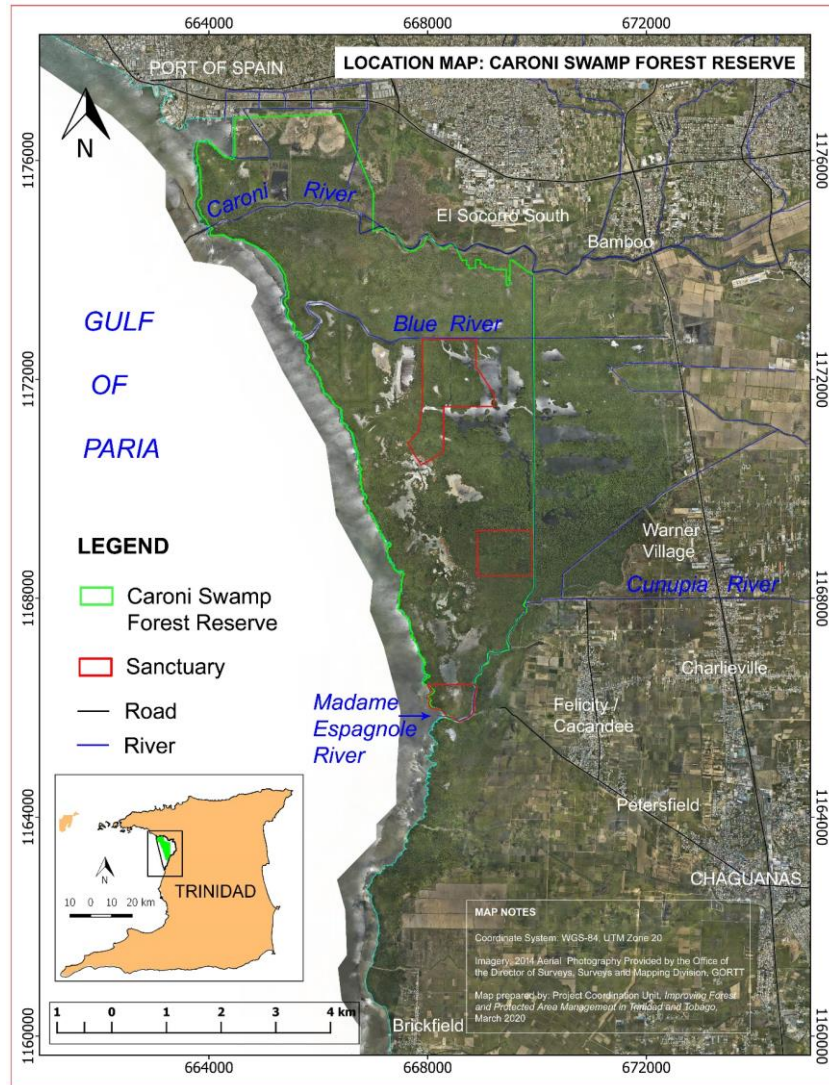 664000
668000
672000
LOCATION MAP: CARONI SWAMP FOREST RESERVE
PORT OF SPAIN
N
1176000
1176000
Caroni River
El Socorro South
Bamboo
GULF
OF
PARIA
Blue River
1172000
1172000
Warner
Village
Cunupia River
1168000
1168000
LEGEND
Caroni Swamp
Forest Reserve
Sanctuary
Road
River
Charlieville
Madame
Espagnole
River
Felicity /
Cacandee
Petersfield
1164000
1164000
CHAGUANAS
N
TRINIDAD
10 0 10 20 km
MAP NOTES
Coordinate System: WGS-84, UTM Zone 20
Imagery, 2014 Aerial Photography Provided by the Office
of the Director of Surveys, Surveys and Mapping Division, GORTT
Map prepared by: Project Coordination Unit, Improving Forest
and Protected Area Management in Trinidad and Tobago,
March 2020
1 0 1 2 3 4 km
Brickfield
1160000
1160000
664000
668000
672000